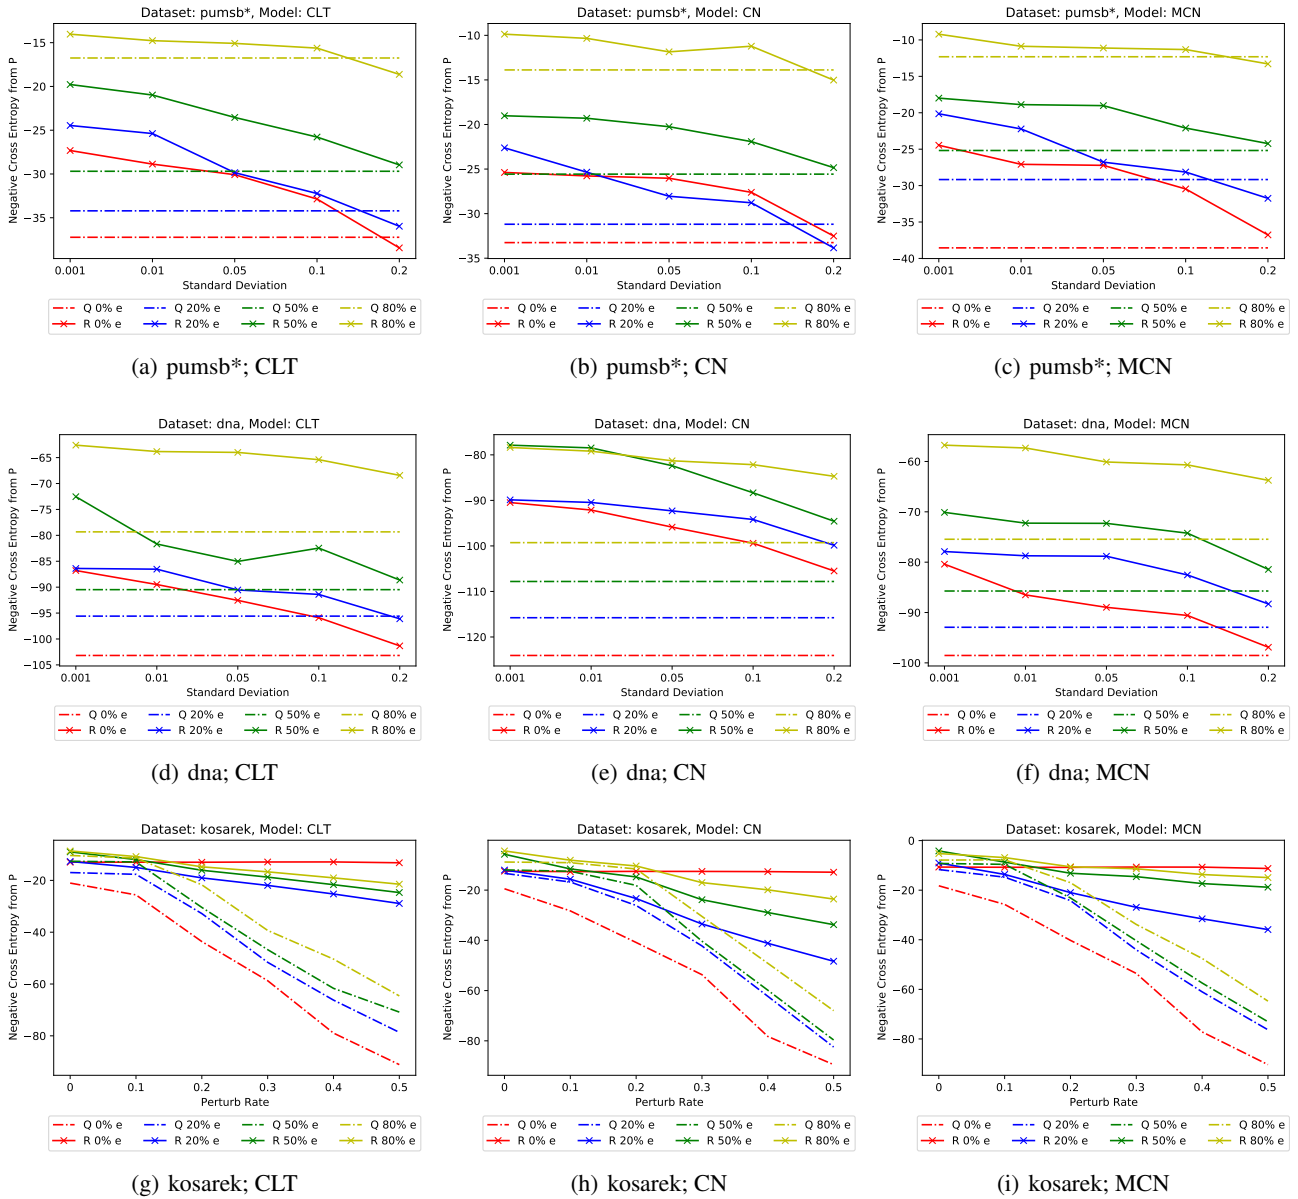 Dataset: pumsb*, Model: CLT
Negative Cross Entropy from P
−15
−20
−25
−30
−35
0.001 0.01 0.05 0.1 0.2
Standard Deviation
Q 0% e Q 20% e Q 50% e Q 80% e
R 0% e R 20% e R 50% e R 80% e
(a) pumsb*; CLT
Dataset: pumsb*, Model: CN
Negative Cross Entropy from P
−10
−15
−20
−25
−30
−35
0.001 0.01 0.05 0.1 0.2
Standard Deviation
Q 0% e Q 20% e Q 50% e Q 80% e
R 0% e R 20% e R 50% e R 80% e
(b) pumsb*; CN
Dataset: pumsb*, Model: MCN
Negative Cross Entropy from P
−10
−15
−20
−25
−30
−35
−40
0.001 0.01 0.05 0.1 0.2
Standard Deviation
Q 0% e Q 20% e Q 50% e Q 80% e
R 0% e R 20% e R 50% e R 80% e
(c) pumsb*; MCN
Dataset: dna, Model: CLT
Negative Cross Entropy from P
−65
−70
−75
−80
−85
−90
−95
−100
−105
0.001 0.01 0.05 0.1 0.2
Standard Deviation
Q 0% e Q 20% e Q 50% e Q 80% e
R 0% e R 20% e R 50% e R 80% e
(d) dna; CLT
Dataset: dna, Model: CN
Negative Cross Entropy from P
−80
−90
−100
−110
−120
0.001 0.01 0.05 0.1 0.2
Standard Deviation
Q 0% e Q 20% e Q 50% e Q 80% e
R 0% e R 20% e R 50% e R 80% e
(e) dna; CN
Dataset: dna, Model: MCN
Negative Cross Entropy from P
−60
−70
−80
−90
−100
0.001 0.01 0.05 0.1 0.2
Standard Deviation
Q 0% e Q 20% e Q 50% e Q 80% e
R 0% e R 20% e R 50% e R 80% e
(f) dna; MCN
Dataset: kosarek, Model: CLT
Negative Cross Entropy from P
−20
−40
−60
−80
0 0.1 0.2 0.3 0.4 0.5
Perturb Rate
Q 0% e Q 20% e Q 50% e Q 80% e
R 0% e R 20% e R 50% e R 80% e
(g) kosarek; CLT
Dataset: kosarek, Model: CN
Negative Cross Entropy from P
−20
−40
−60
−80
0 0.1 0.2 0.3 0.4 0.5
Perturb Rate
Q 0% e Q 20% e Q 50% e Q 80% e
R 0% e R 20% e R 50% e R 80% e
(h) kosarek; CN
Dataset: kosarek, Model: MCN
Negative Cross Entropy from P
0
−20
−40
−60
−80
0 0.1 0.2 0.3 0.4 0.5
Perturb Rate
Q 0% e Q 20% e Q 50% e Q 80% e
R 0% e R 20% e R 50% e R 80% e
(i) kosarek; MCN